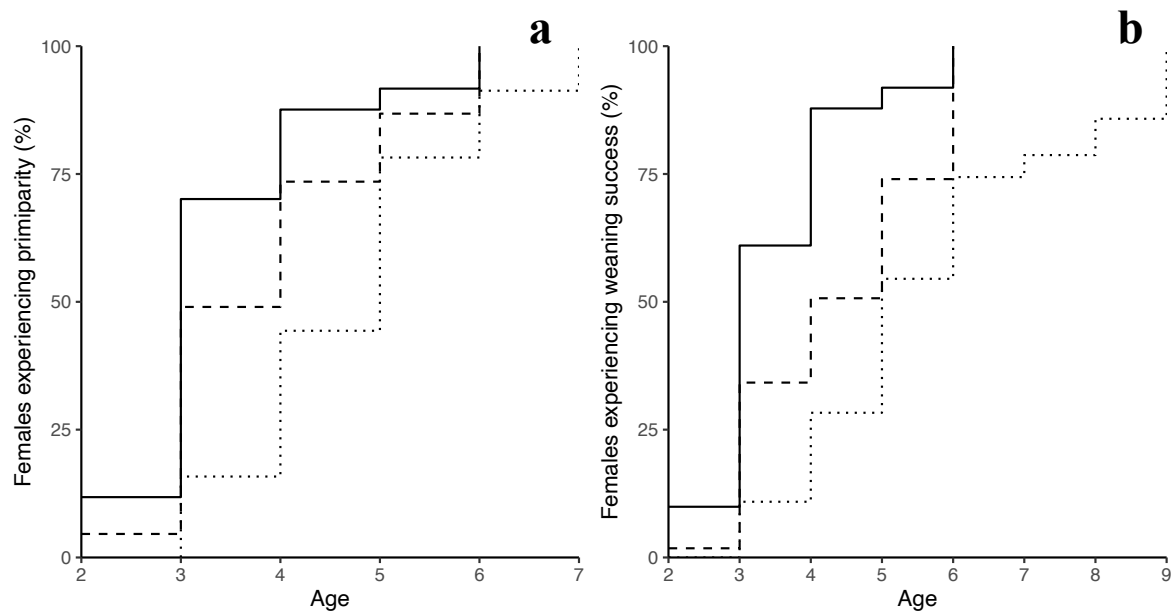 a
Females experiencing primiparity (%)
100
75
50
25
0
2 3 4 5 6 7
Age
b
Females experiencing weaning success (%)
100
75
50
25
0
2 3 4 5 6 7 8 9
Age